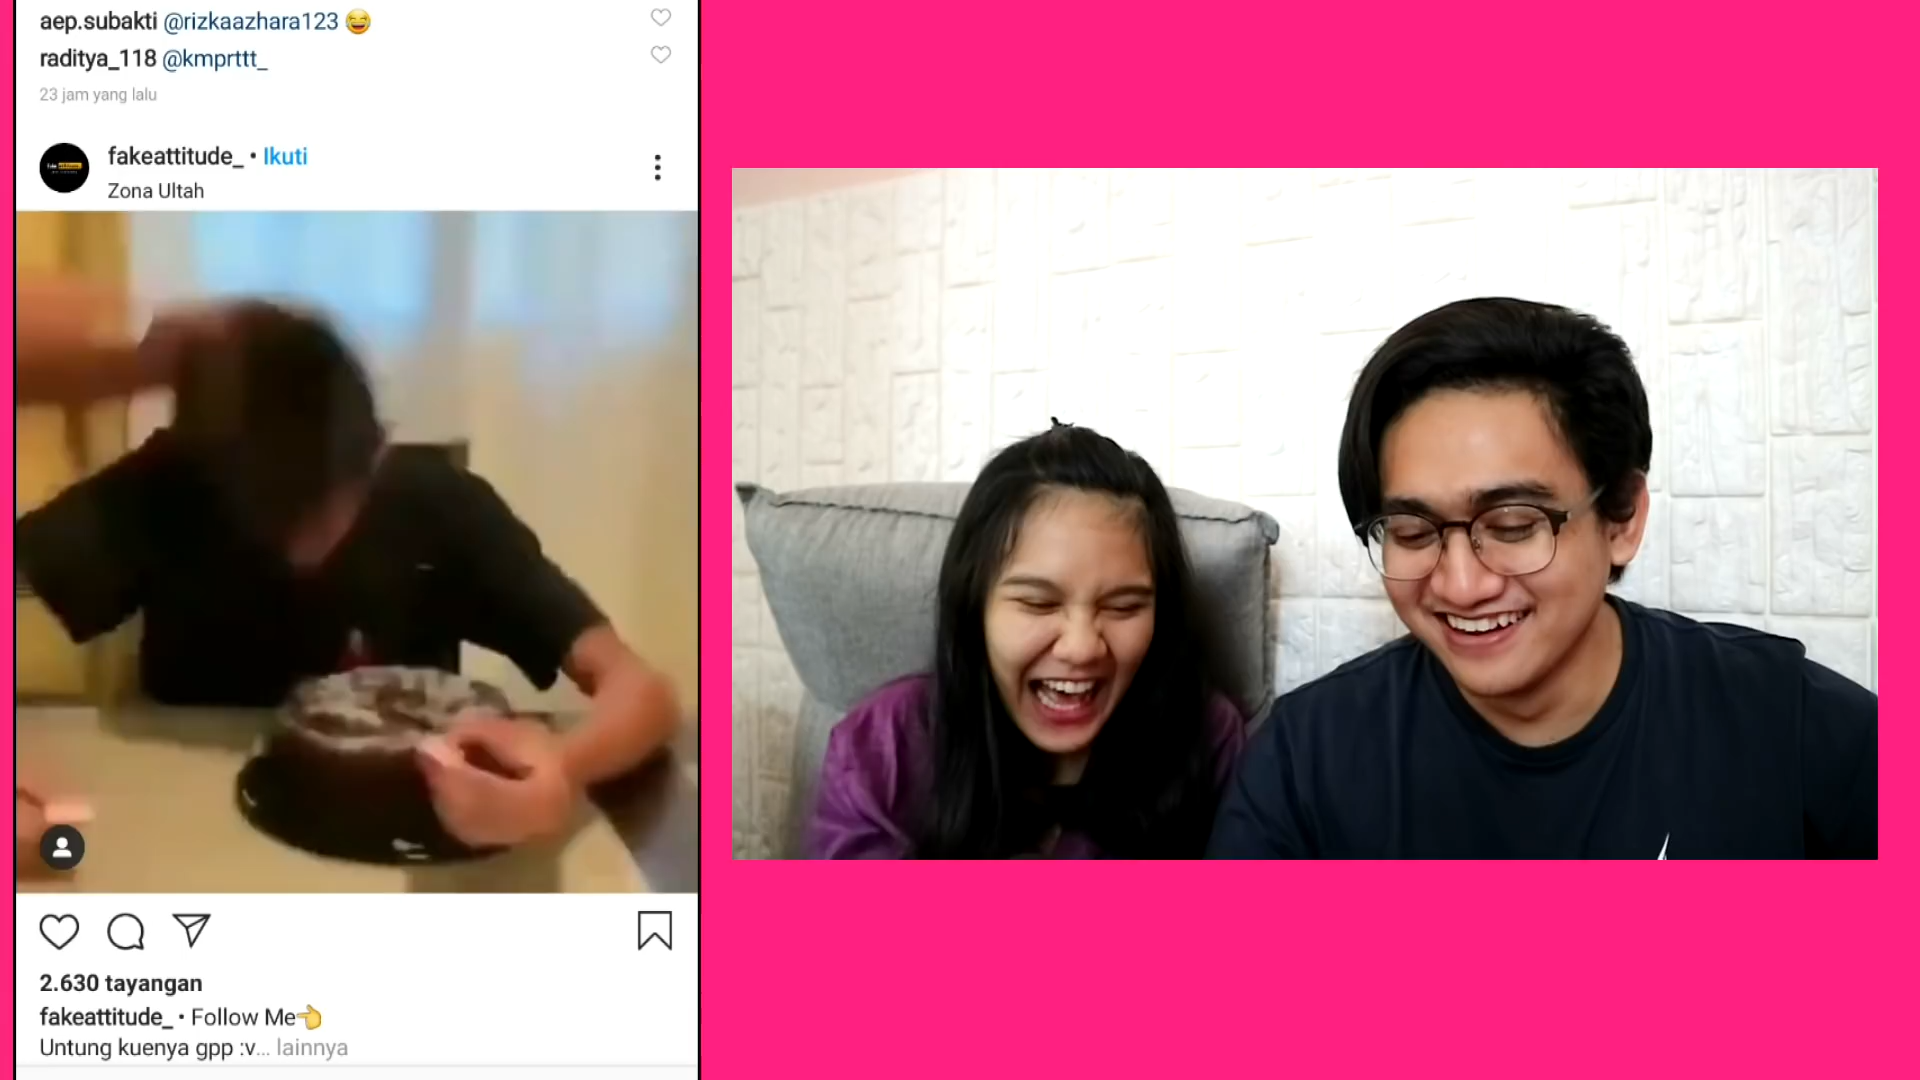 aep.subakti @rizkaazhara123 😂
raditya_118 @kmprttt_
23 jam yang lalu
fakeattitude_ • Ikuti
Zona Ultah
2.630 tayangan
fakeattitude_ • Follow Me👈
Untung kuenya gpp :v... lainnya